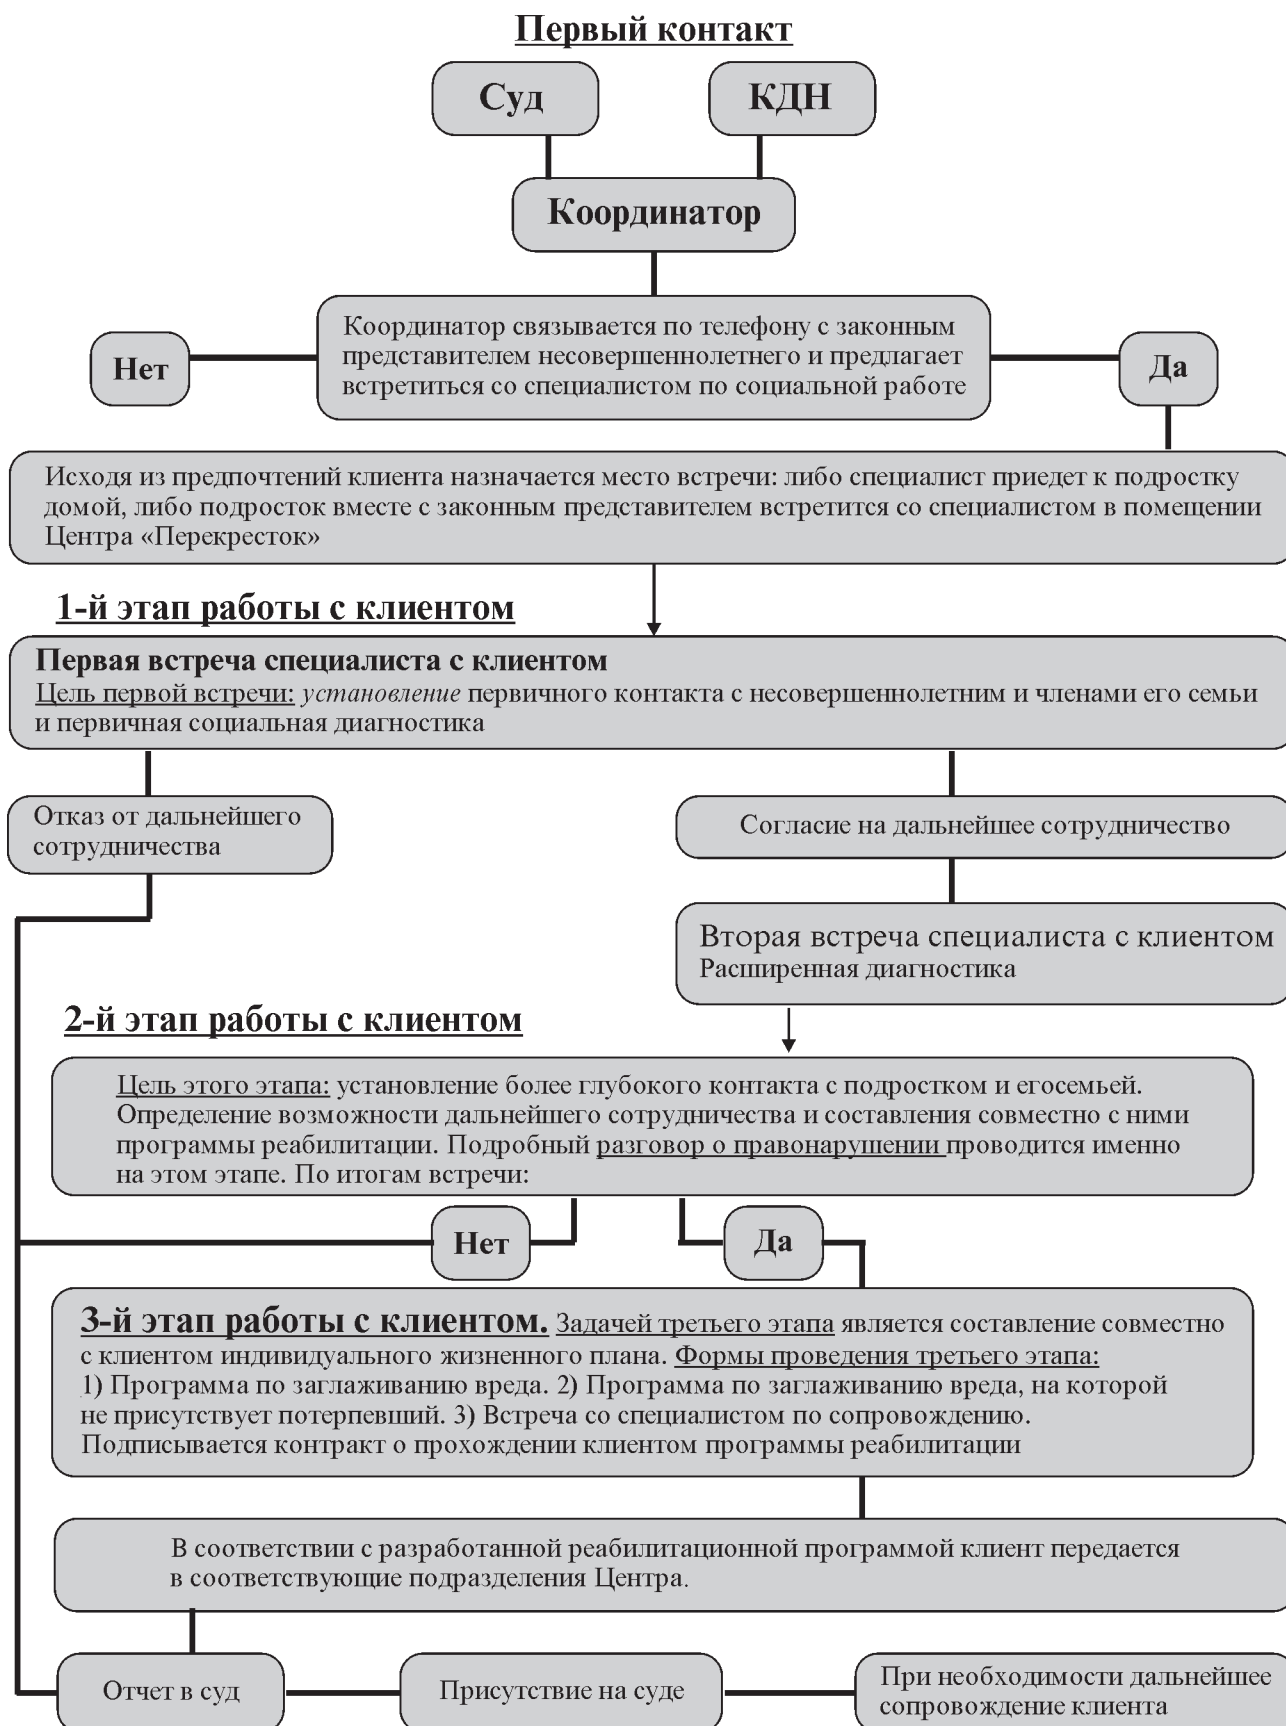 Первый контакт
Суд
КДН
Координатор
Координатор связывается по телефону с законным
представителем несовершеннолетнего и предлагает
встретиться со специалистом по социальной работе
Нет
Да
Исходя из предпочтений клиента назначается место встречи: либо специалист приедет к подростку
домой, либо подросток вместе с законным представителем встретится со специалистом в помещении
Центра «Перекресток»
1-й этап работы с клиентом
Первая встреча специалиста с клиентом
Цель первой встречи: установление первичного контакта с несовершеннолетним и членами его семьи
и первичная социальная диагностика
Отказ от дальнейшего
сотрудничества
Согласие на дальнейшее сотрудничество
Вторая встреча специалиста с клиентом
Расширенная диагностика
2-й этап работы с клиентом
Цель этого этапа: установление более глубокого контакта с подростком и егосемьей.
Определение возможности дальнейшего сотрудничества и составления совместно с ними
программы реабилитации. Подробный разговор о правонарушении проводится именно
на этом этапе. По итогам встречи:
Нет
Да
3-й этап работы с клиентом. Задачей третьего этапа является составление совместно
с клиентом индивидуального жизненного плана. Формы проведения третьего этапа:
1) Программа по заглаживанию вреда. 2) Программа по заглаживанию вреда, на которой
не присутствует потерпевший. 3) Встреча со специалистом по сопровождению.
Подписывается контракт о прохождении клиентом программы реабилитации
В соответствии с разработанной реабилитационной программой клиент передается
в соответствующие подразделения Центра.
Отчет в суд
Присутствие на суде
При необходимости дальнейшее
сопровождение клиента